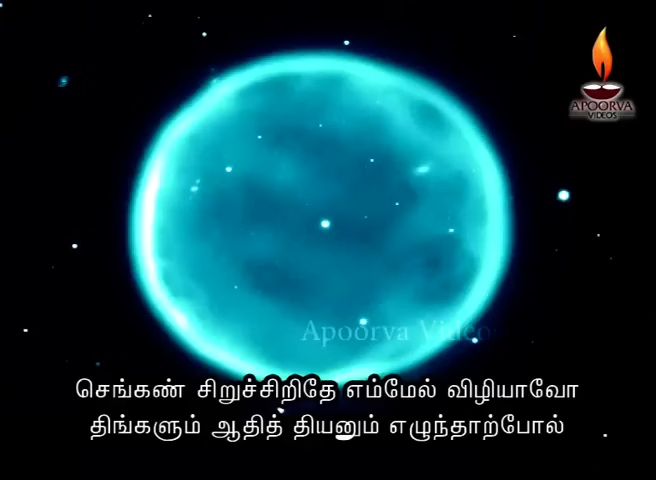 APOORVA
VIDEOS
Apoorva Videos
செங்கண் சிறுச்சிறிதே எம்மேல் விழியாவோ
திங்களும் ஆதித் தியனும் எழுந்தாற்போல்